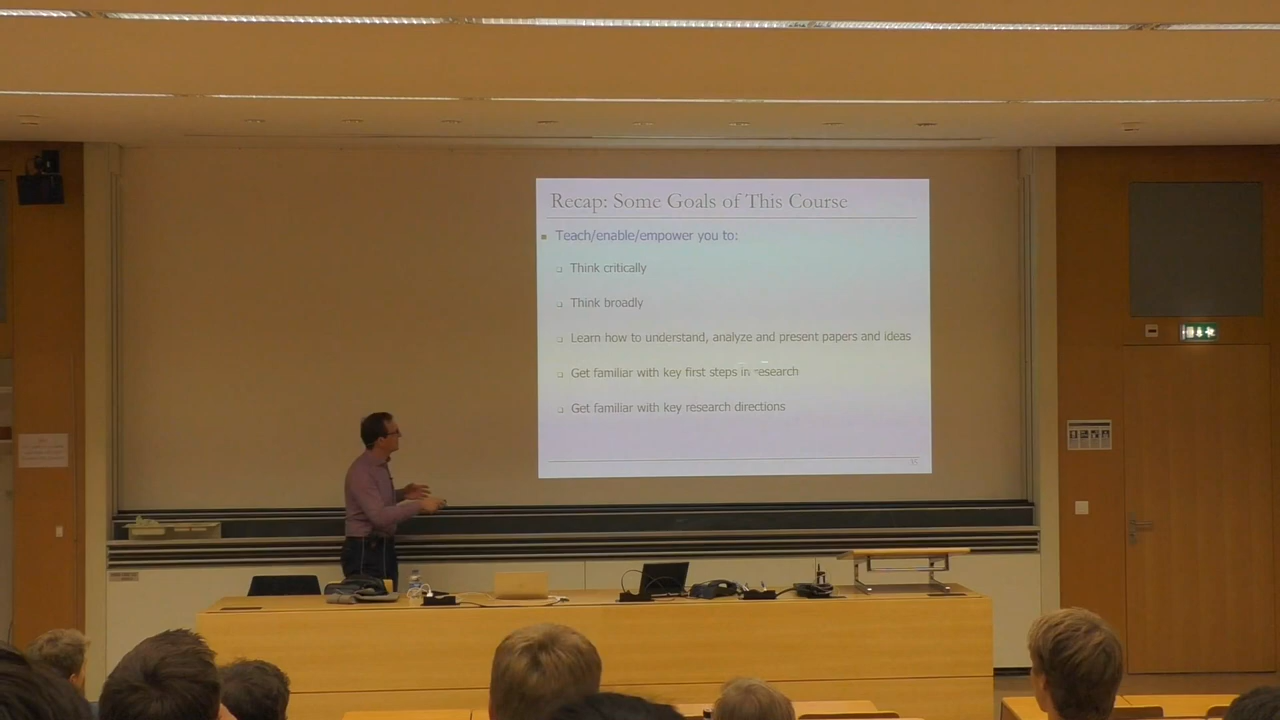 Recap: Some Goals of This Course
Teach/enable/empower you to:
Think critically
Think broadly
Learn how to understand, analyze and present papers and ideas
Get familiar with key first steps in research
Get familiar with key research directions
35